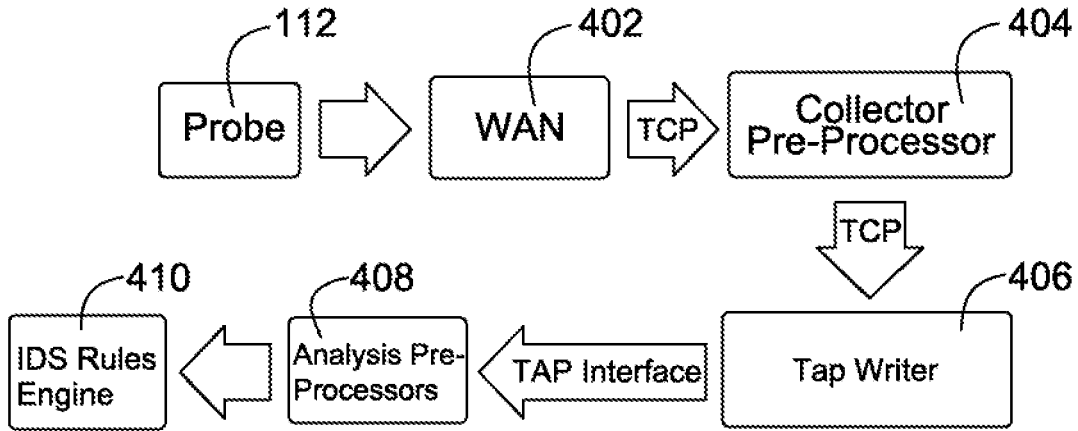 112
402
404
Probe
WAN
TCP
Collector
Pre-Processor
TCP
410
408
406
IDS Rules
Engine
Analysis Pre-
Processors
TAP Interface
Tap Writer